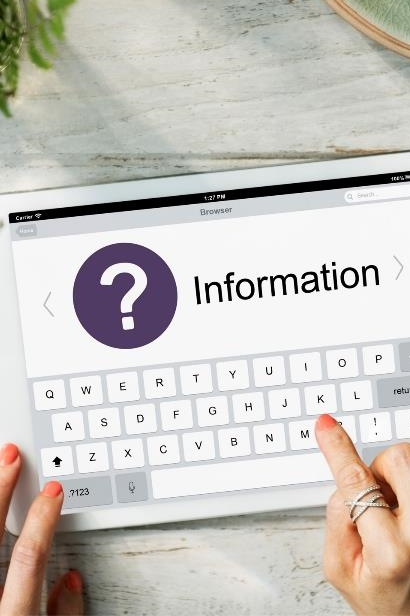 Carrier 1:27 PM 100%
Home Browser Search
? Information
Q W E R T Y U I O P
A S D F G H J K L
Z X C V B N M ! ,
.?123